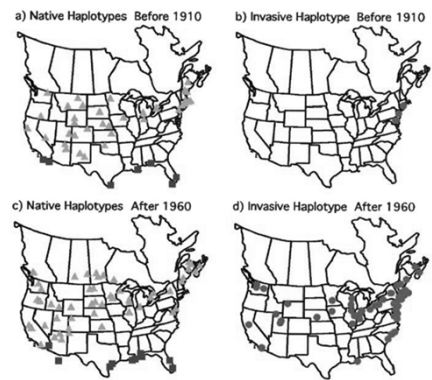 a) Native Haplotypes Before 1910
b) Invasive Haplotype Before 1910
c) Native Haplotypes After 1960
d) Invasive Haplotype After 1960